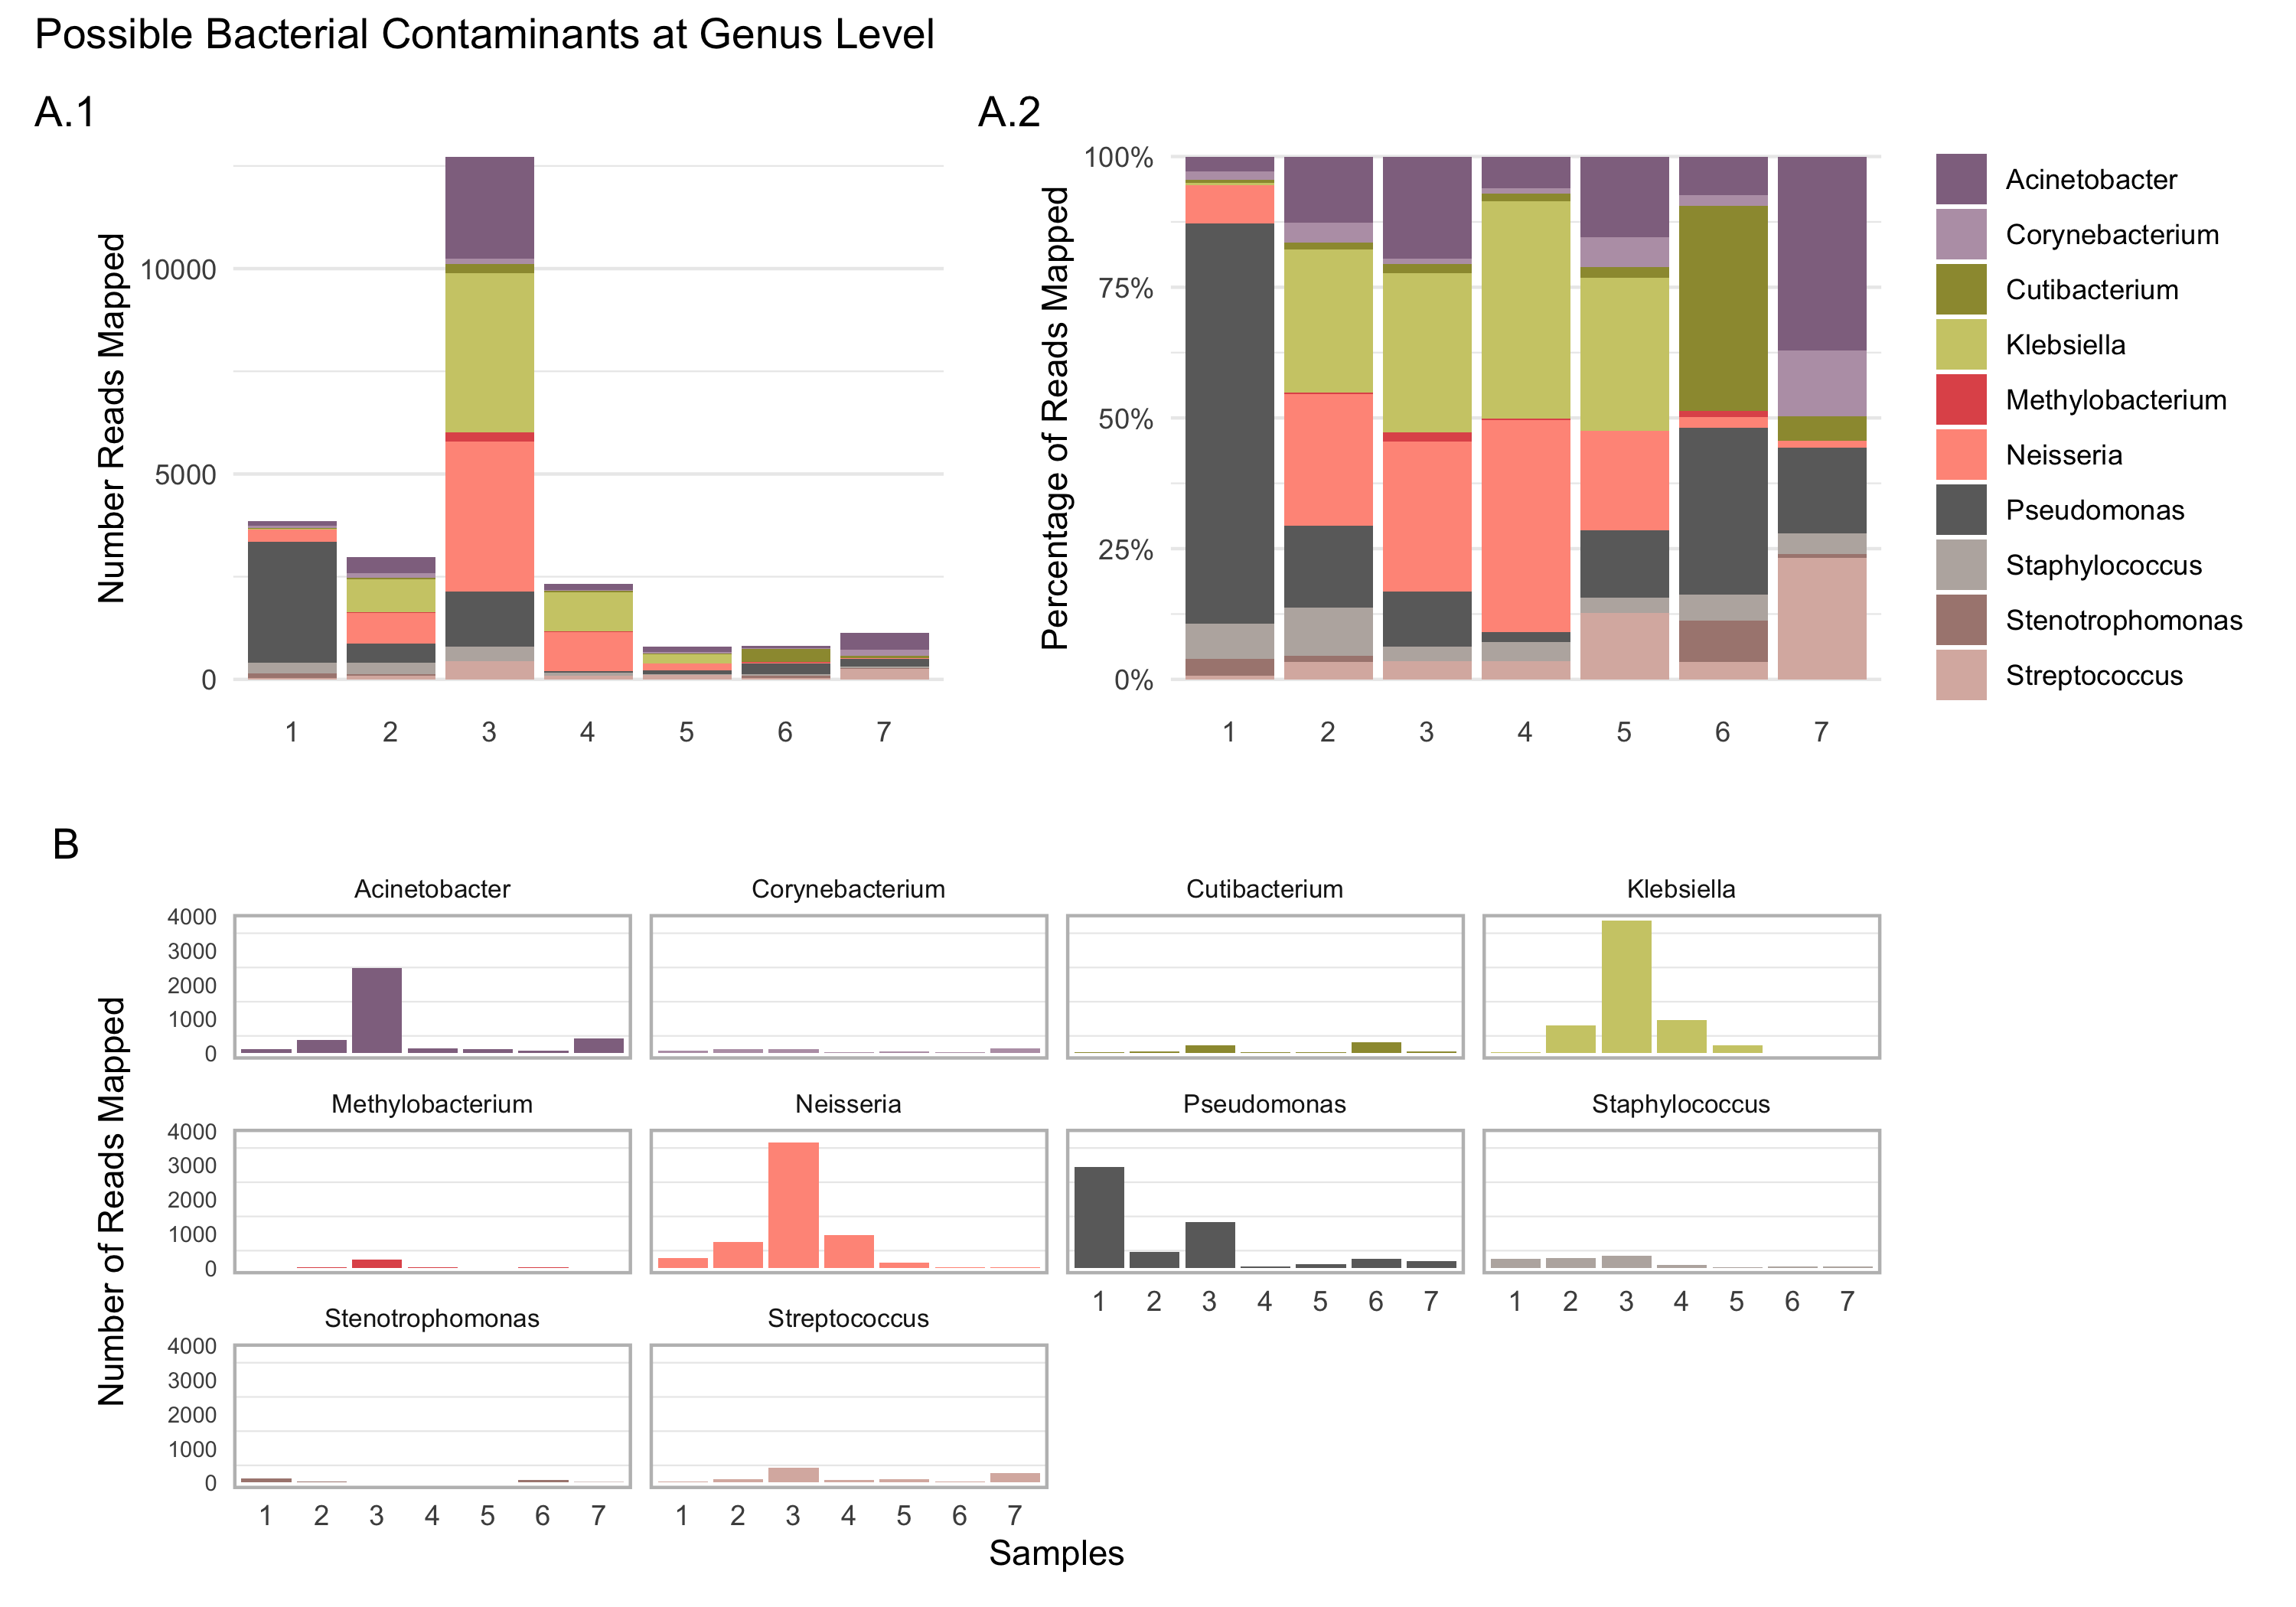 Possible Bacterial Contaminants at Genus Level
A.1
Number Reads Mapped
10000
5000
0
1 2 3 4 5 6 7
A.2
Percentage of Reads Mapped
100%
75%
50%
25%
0%
1 2 3 4 5 6 7
Acinetobacter
Corynebacterium
Cutibacterium
Klebsiella
Methylobacterium
Neisseria
Pseudomonas
Staphylococcus
Stenotrophomonas
Streptococcus
B
Number of Reads Mapped
Acinetobacter Corynebacterium Cutibacterium Klebsiella
4000
3000
2000
1000
0
Methylobacterium Neisseria Pseudomonas Staphylococcus
4000
3000
2000
1000
0
1 2 3 4 5 6 7 1 2 3 4 5 6 7
Stenotrophomonas Streptococcus
4000
3000
2000
1000
0
1 2 3 4 5 6 7 1 2 3 4 5 6 7
Samples